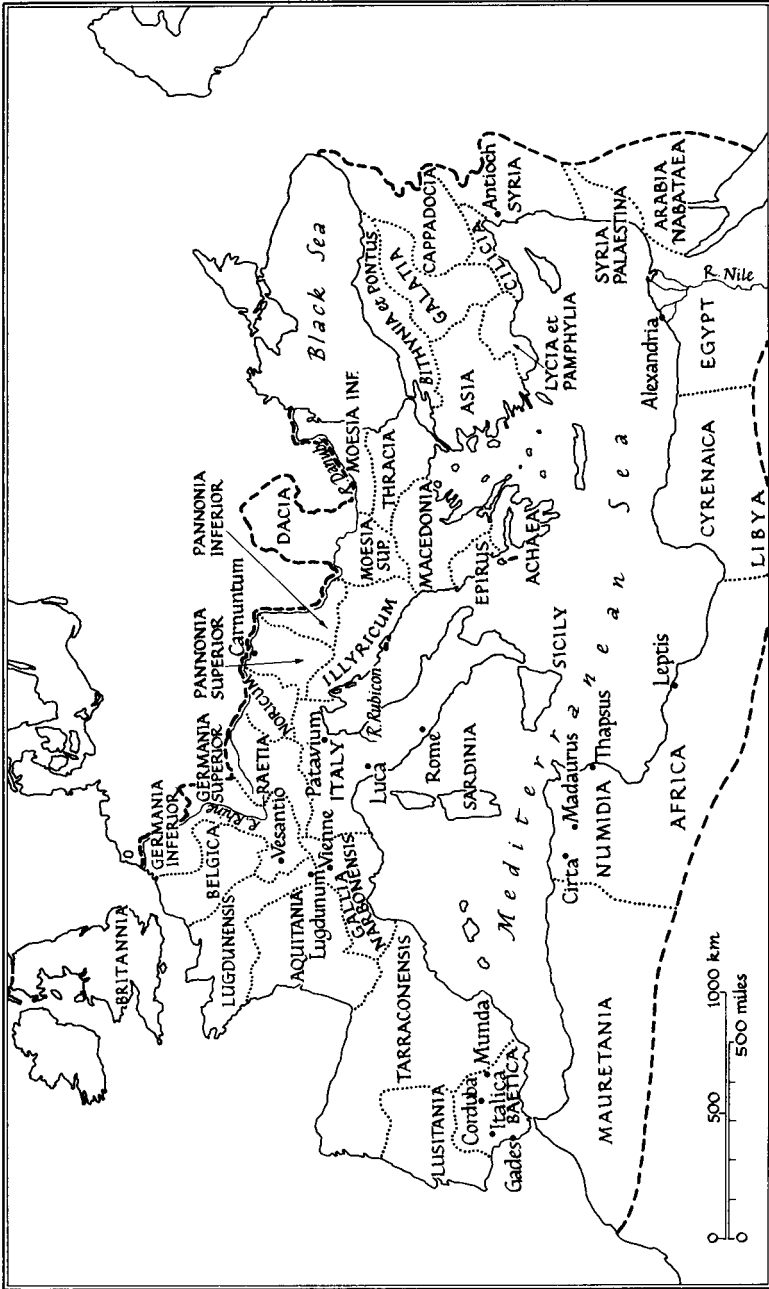 BRITANNIA
GERMANIA
INFERIOR
GERMANIA
SUPERIOR
PANNONIA
SUPERIOR
PANNONIA
INFERIOR
BELGICA
R. Rhine
RAETIA
NORICUM
Carnuntum
DACIA
LUGDUNENSIS
Vesantio
R. Danube
MOESIA INF.
Black Sea
AQUITANIA
Lugdunum
Vienne
GALLIA
NARBONENSIS
Patavium
ITALY
ILLYRICUM
MOESIA
SUP.
THRACIA
BITHYNIA et PONTUS
GALATIA
CAPPADOCIA
Luca
R. Rubicon
MACEDONIA
ASIA
CILICIA
Antioch
SYRIA
TARRACONENSIS
Rome
SARDINIA
EPIRUS
ACHAEA
LYCIA et
PAMPHYLIA
LUSITANIA
Corduba
Munda
Italica
BAETICA
Gades
SICILY
Mediterranean Sea
SYRIA
PALAESTINA
ARABIA
NABATAEA
Cirta
Madaurus
Thapsus
NUMIDIA
Leptis
Alexandria
R. Nile
MAURETANIA
AFRICA
CYRENAICA
EGYPT
LIBYA
0 500 1000 km
0 500 miles